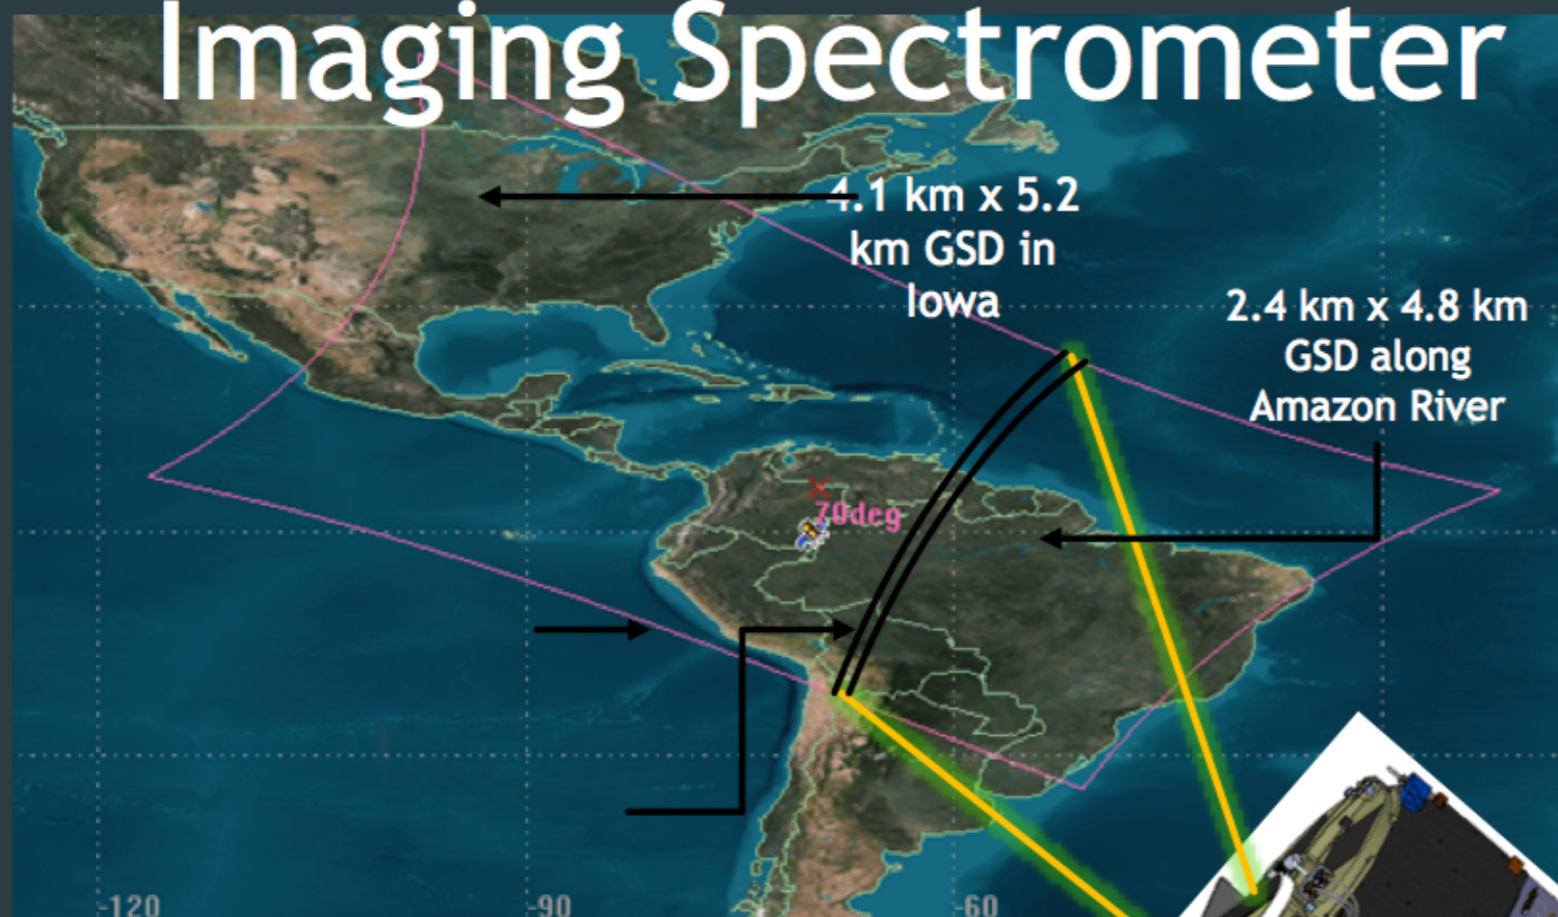 Imaging Spectrometer
4.1 km x 5.2
km GSD in
Iowa
2.4 km x 4.8 km
GSD along
Amazon River
70deg
-120
-90
-60